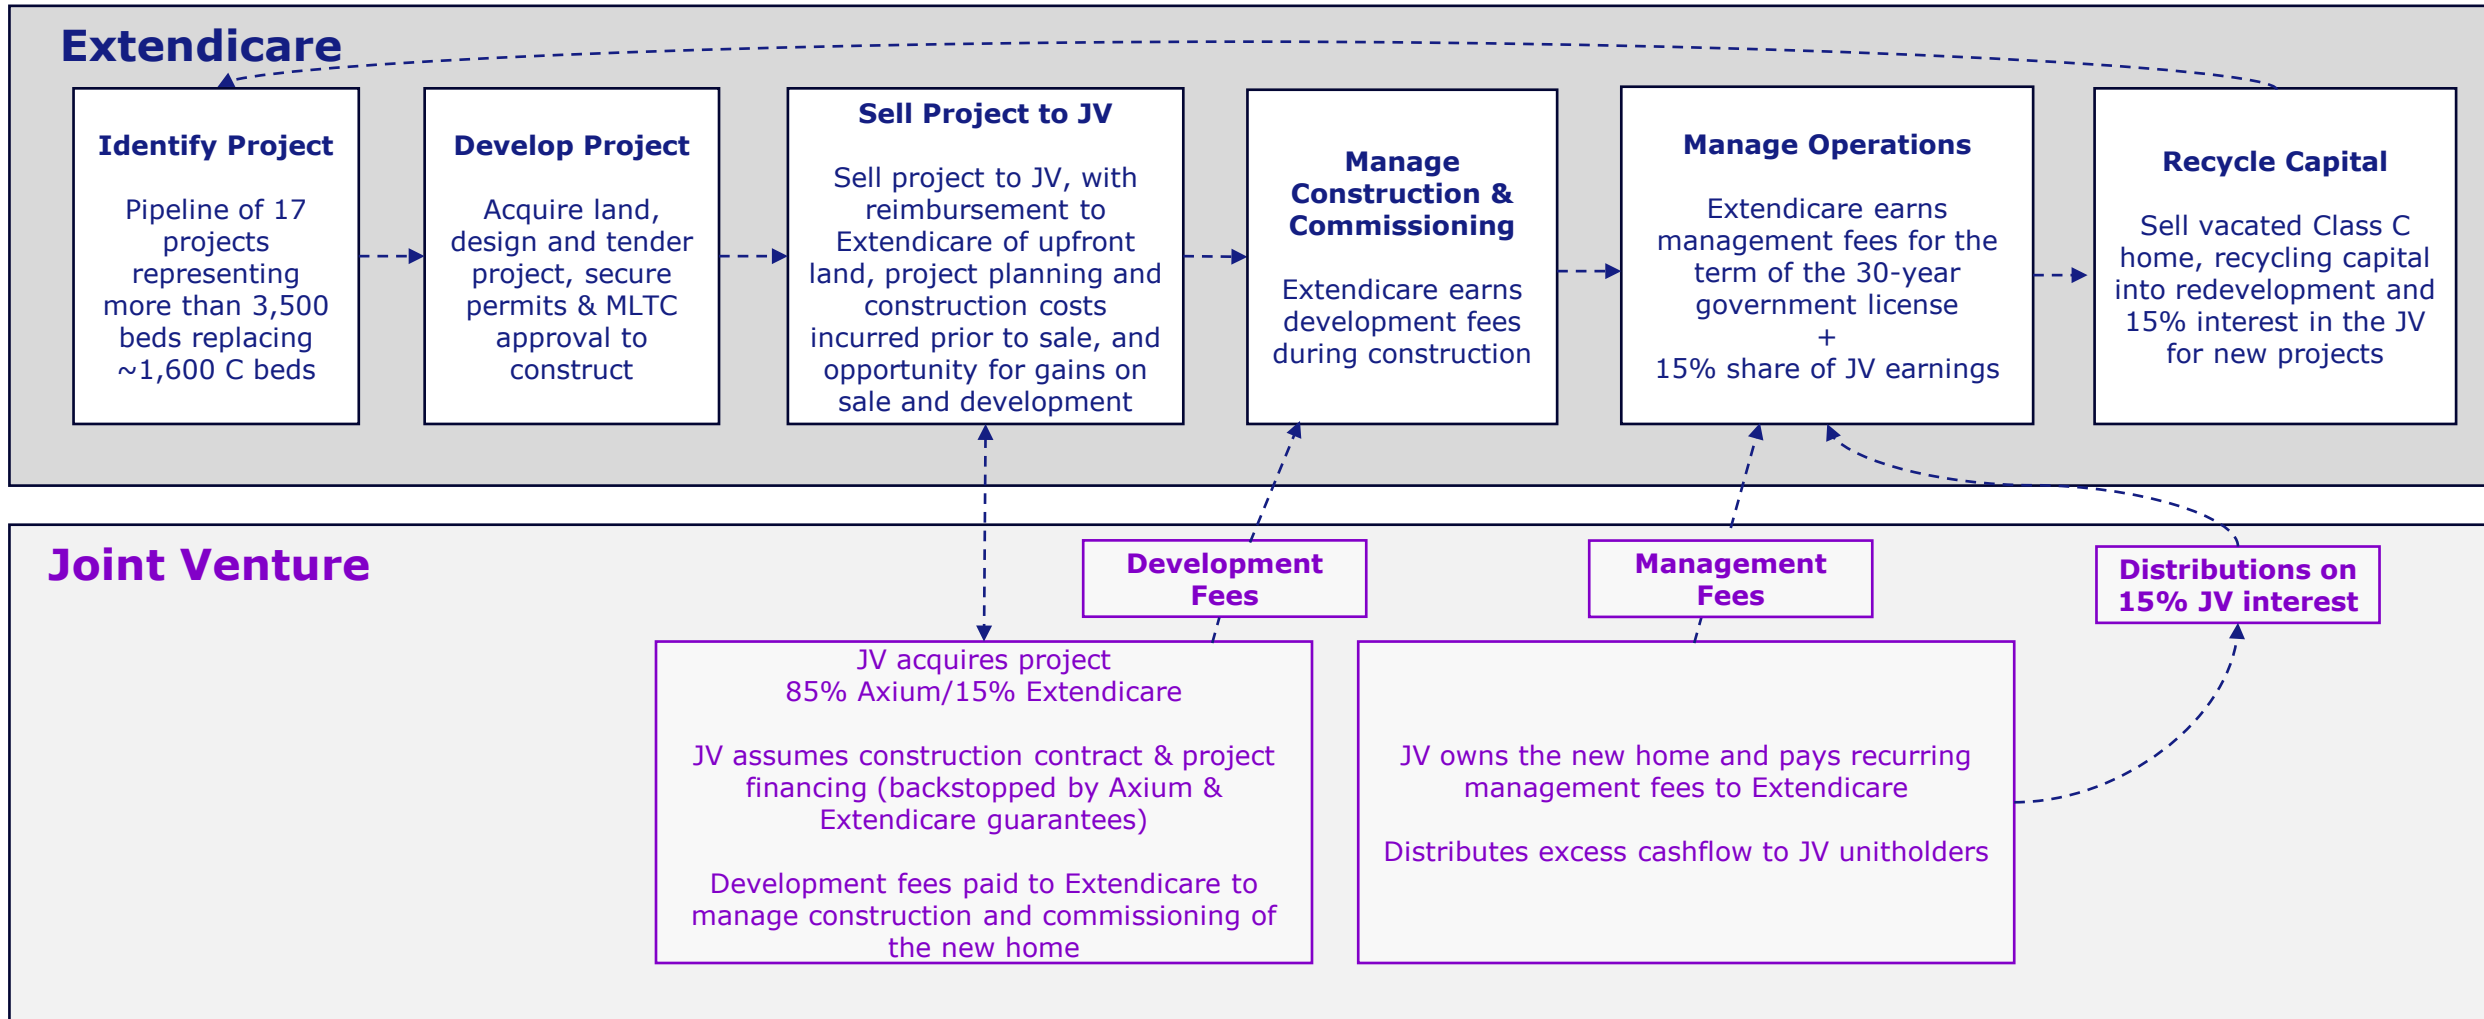 Extendicare
Identify Project
Pipeline of 17
projects
representing
more than 3,500
beds replacing
~1,600 C beds
Develop Project
Acquire land,
design and tender
project, secure
permits & MLTC
approval to
construct
Sell Project to JV
Sell project to JV, with
reimbursement to
Extendicare of upfront
land, project planning and
construction costs
incurred prior to sale, and
opportunity for gains on
sale and development
Manage
Construction &
Commissioning
Extendicare earns
development fees
during construction
Manage Operations
Extendicare earns
management fees for the
term of the 30-year
government license
+
15% share of JV earnings
Recycle Capital
Sell vacated Class C
home, recycling capital
into redevelopment and
15% interest in the JV
for new projects
Joint Venture
Development
Fees
Management
Fees
Distributions on
15% JV interest
JV acquires project
85% Axium/15% Extendicare
JV assumes construction contract & project
financing (backstopped by Axium &
Extendicare guarantees)
Development fees paid to Extendicare to
manage construction and commissioning of
the new home
JV owns the new home and pays recurring
management fees to Extendicare
Distributes excess cashflow to JV unitholders